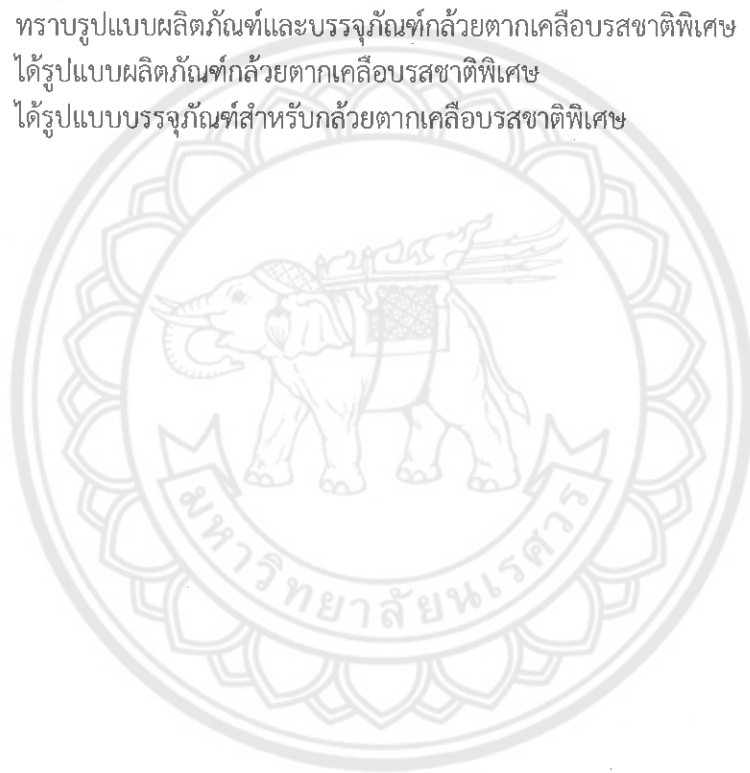 ทราบรูปแบบผลิตภัณฑ์และบรรจุภัณฑ์กล้วยตากเคลือบรสชาติพิเศษ
ได้รูปแบบผลิตภัณฑ์กล้วยตากเคลือบรสชาติพิเศษ
ได้รูปแบบบรรจุภัณฑ์สำหรับกล้วยตากเคลือบรสชาติพิเศษ
มหาวิทยาลัยนเรศวร